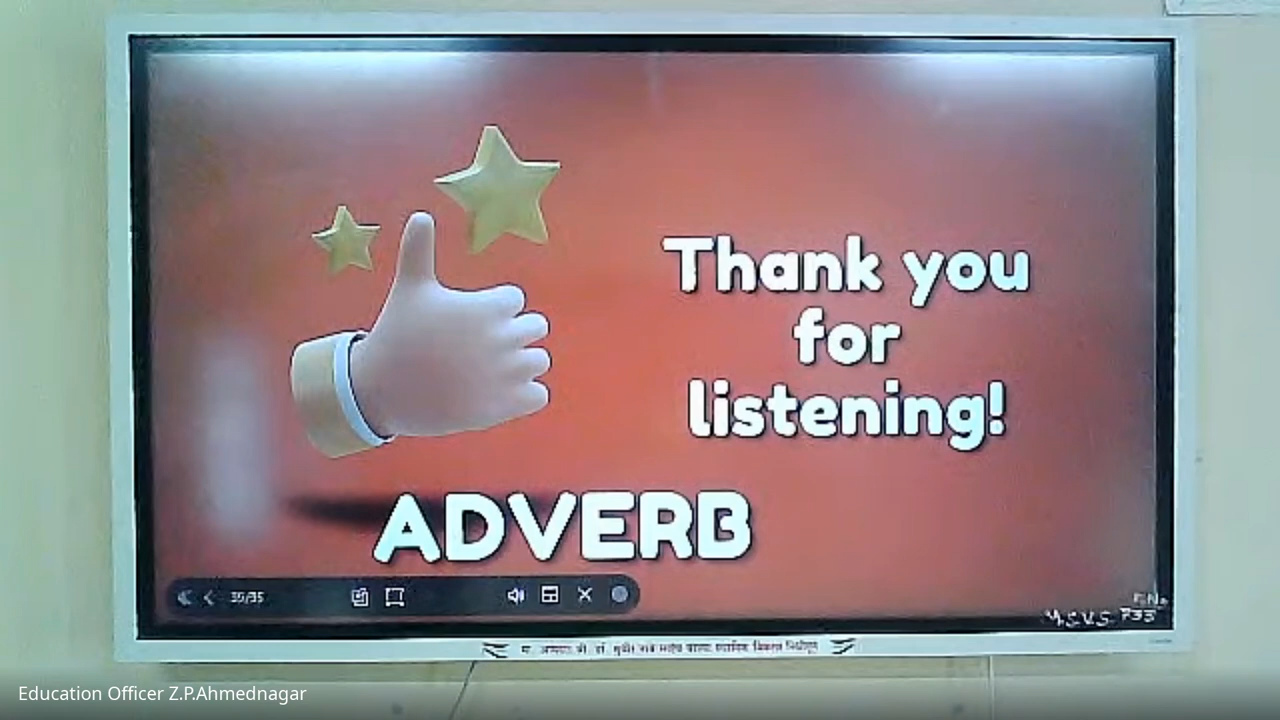 Thank you
for
listening!
ADVERB
35/35
Education Officer Z.P.Ahmednagar